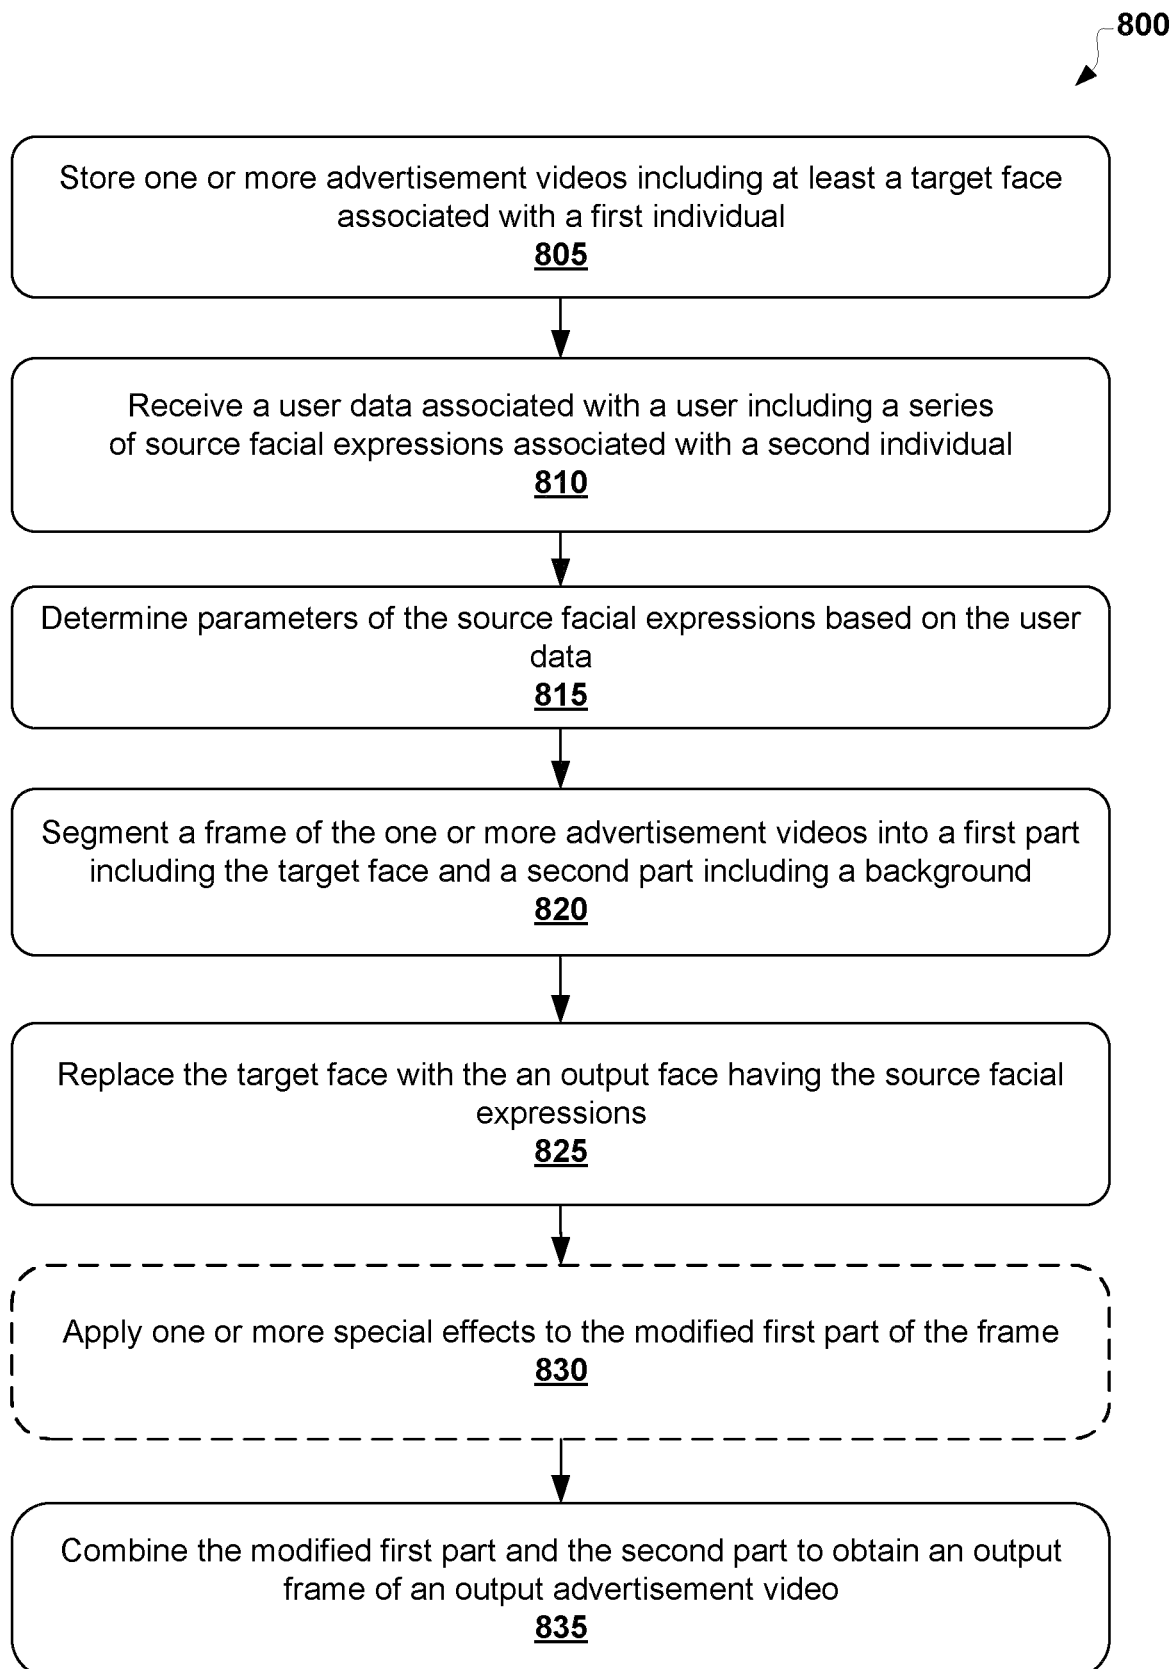 800
Store one or more advertisement videos including at least a target face
associated with a first individual
805
Receive a user data associated with a user including a series
of source facial expressions associated with a second individual
810
Determine parameters of the source facial expressions based on the user
data
815
Segment a frame of the one or more advertisement videos into a first part
including the target face and a second part including a background
820
Replace the target face with the an output face having the source facial
expressions
825
Apply one or more special effects to the modified first part of the frame
830
Combine the modified first part and the second part to obtain an output
frame of an output advertisement video
835